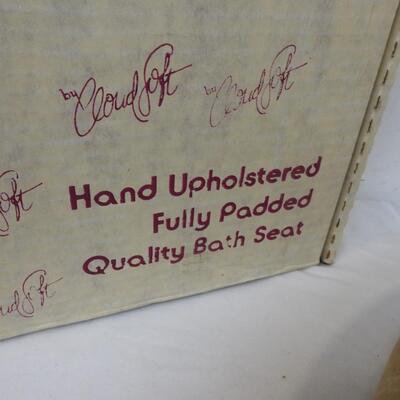 by Cloud Soft
by Cloud Soft
Hand Upholstered
Fully Padded
Quality Bath Seat